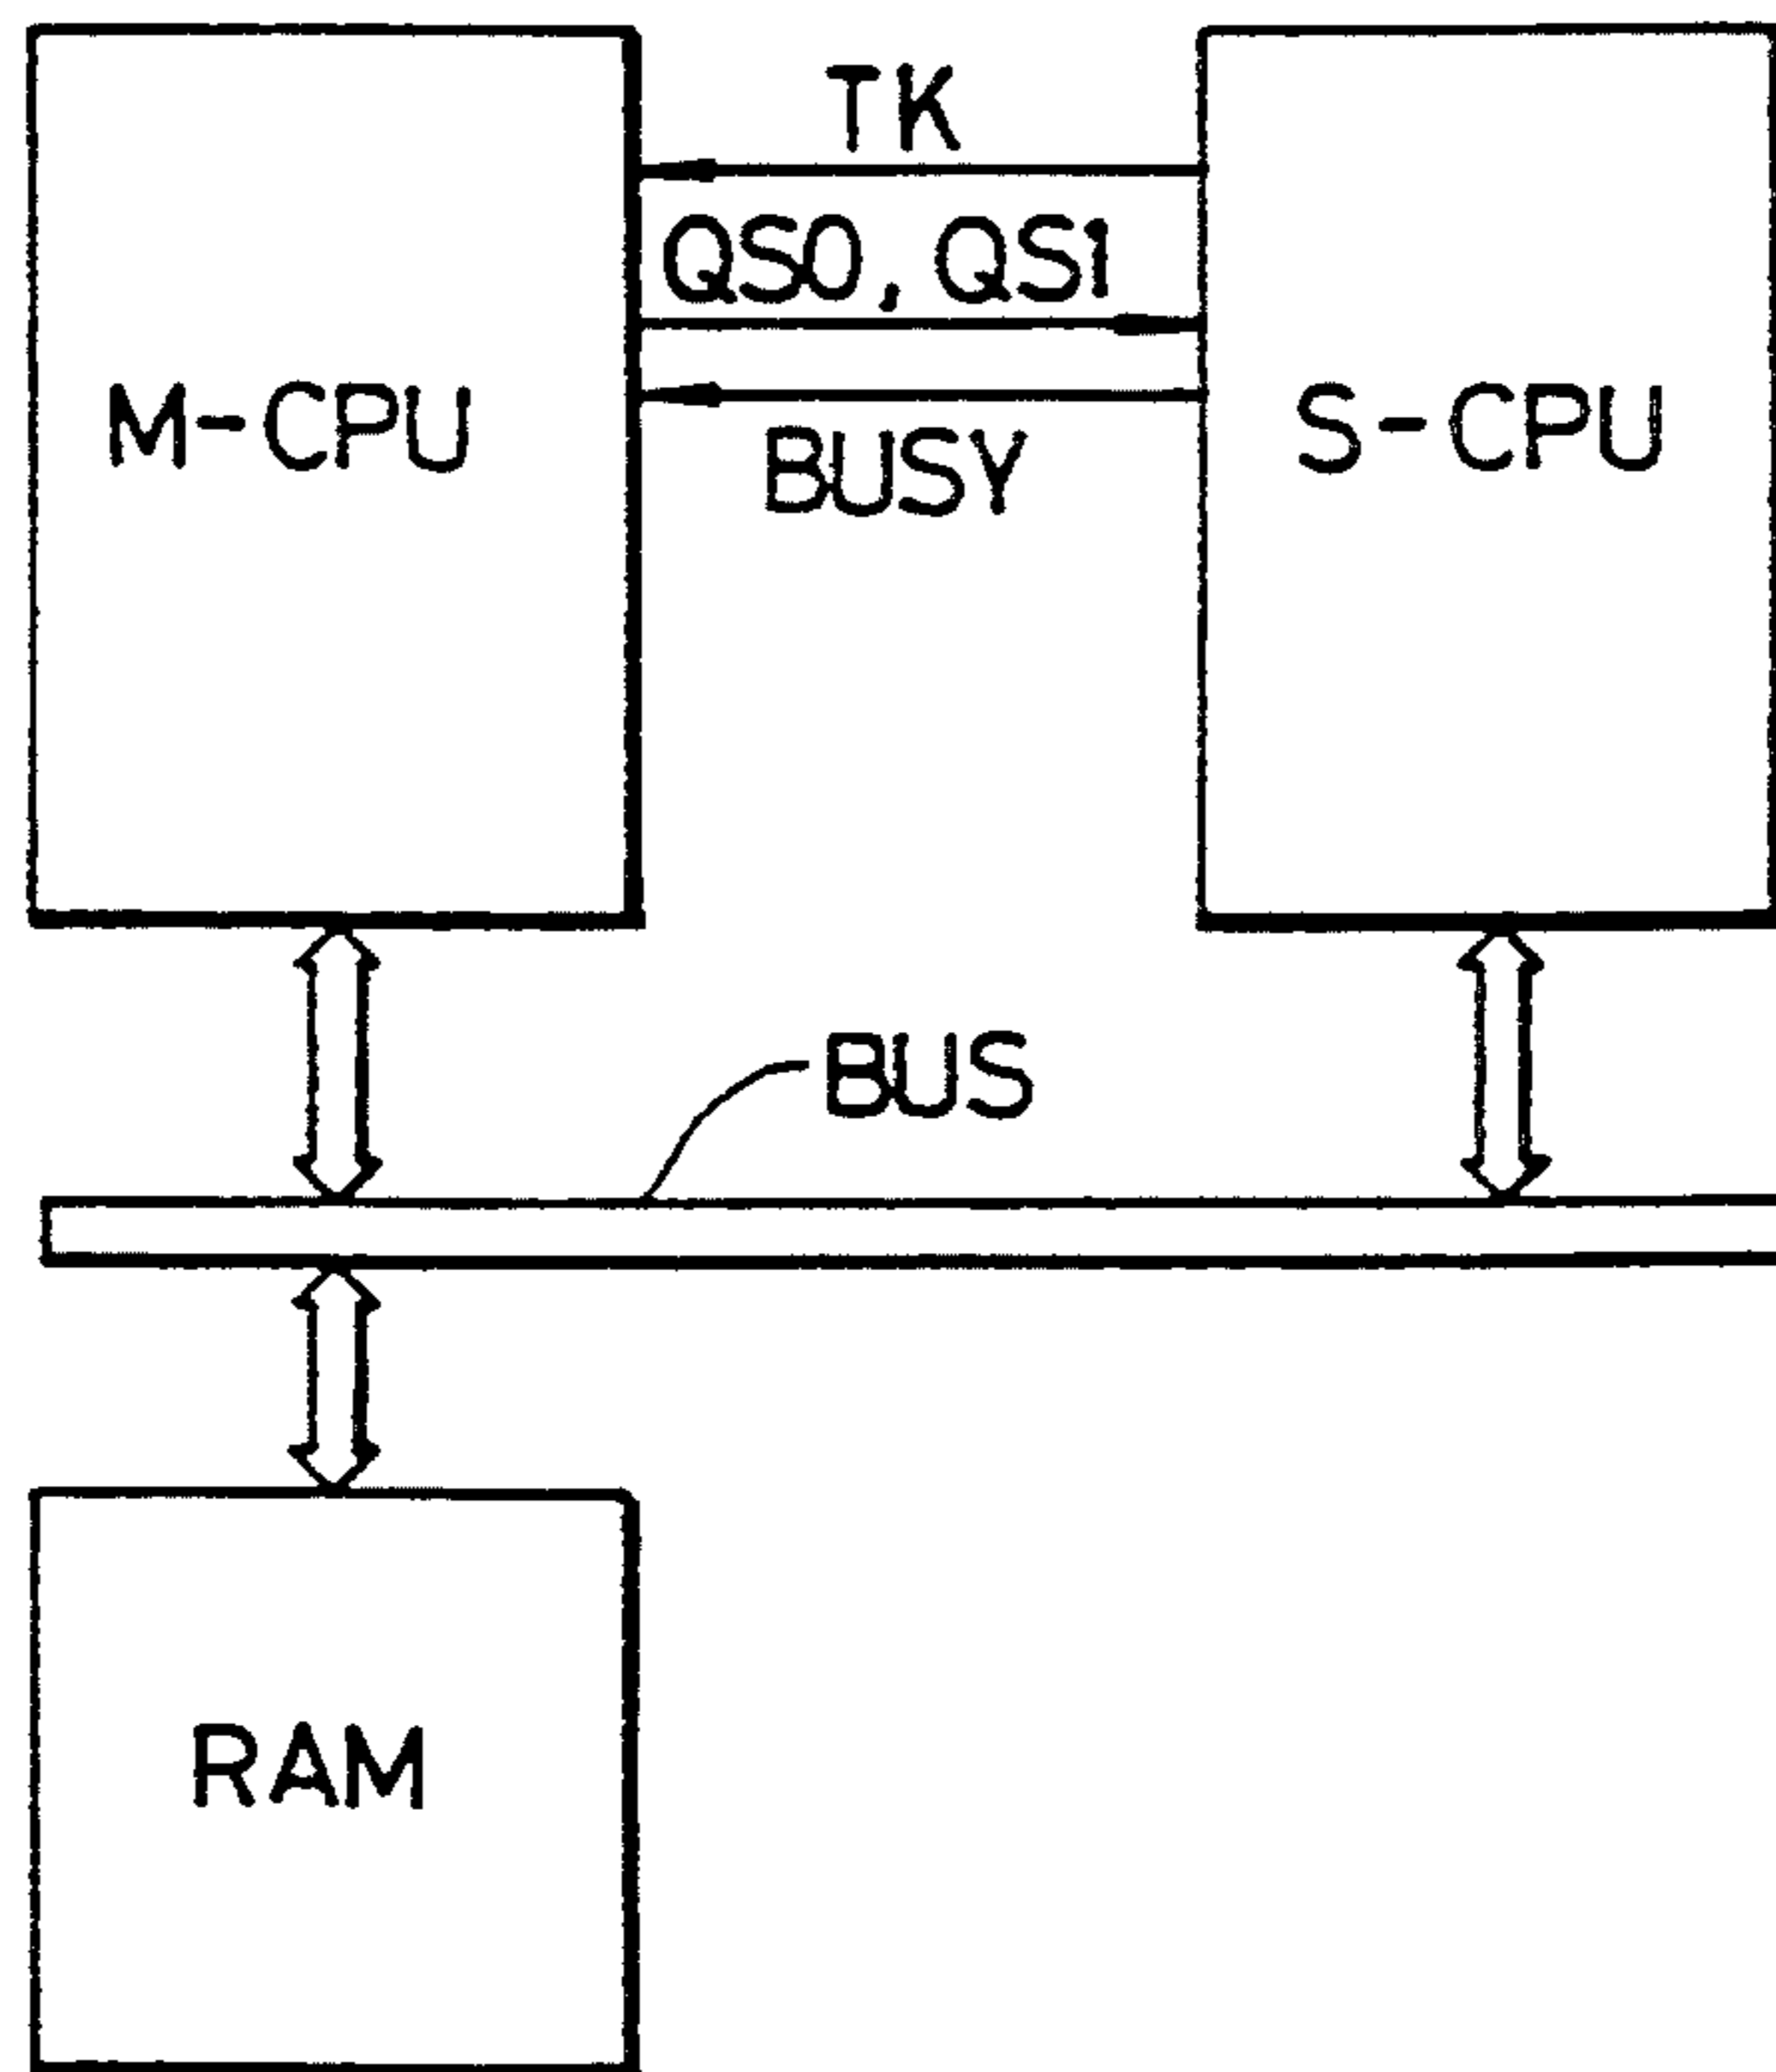 TK
QS0, QS1
M-CPU
S-CPU
BUSY
BUS
RAM